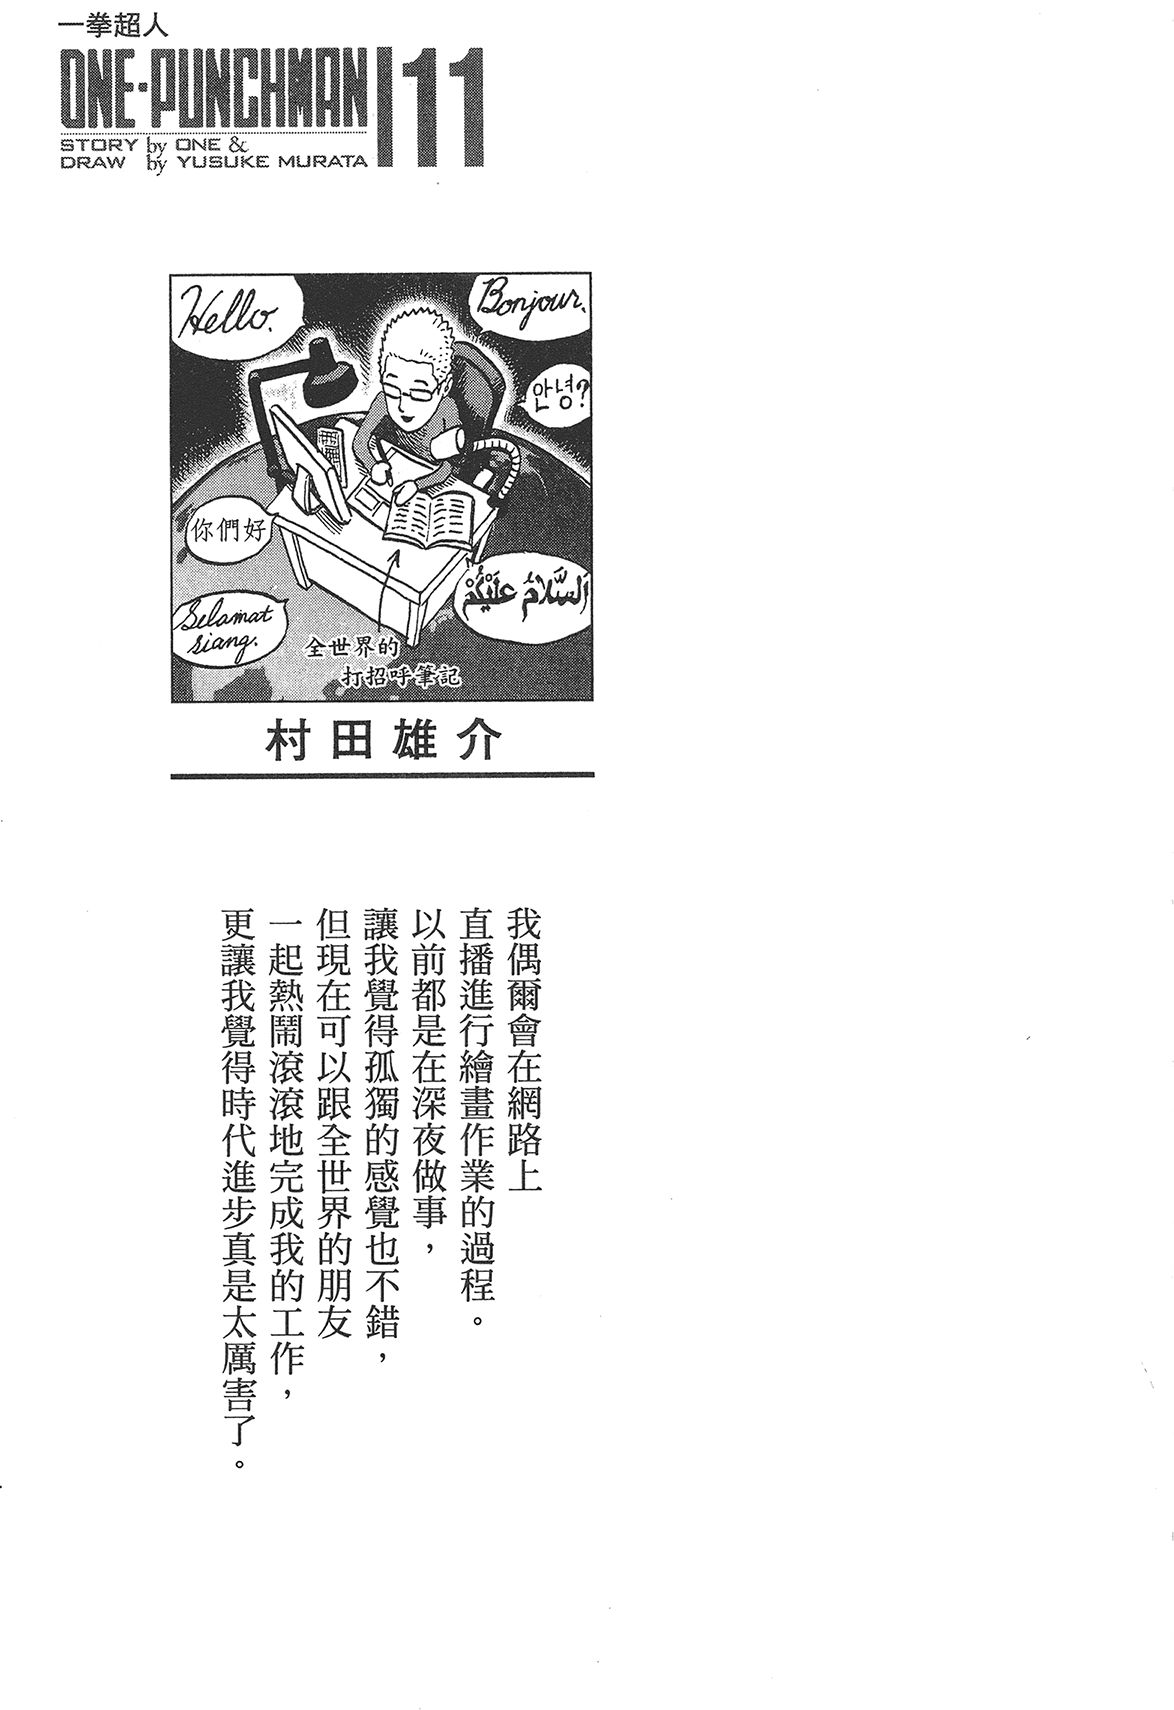 一拳超人
ONE-PUNCHMAN 11
STORY by ONE &
DRAW by YUSUKE MURATA
Hello.
Bonjour.
안녕?
你們好
اَلسَّلَامُ عَلَيْكُمْ
Selamat
siang.
全世界的
打招呼筆記
村田雄介
我偶爾會在網路上
直播進行繪畫作業的過程。
以前都是在深夜做事，
讓我覺得孤獨的感覺也不錯，
但現在可以跟全世界的朋友
一起熱鬧滾滾地完成我的工作，
更讓我覺得時代進步真是太厲害了。